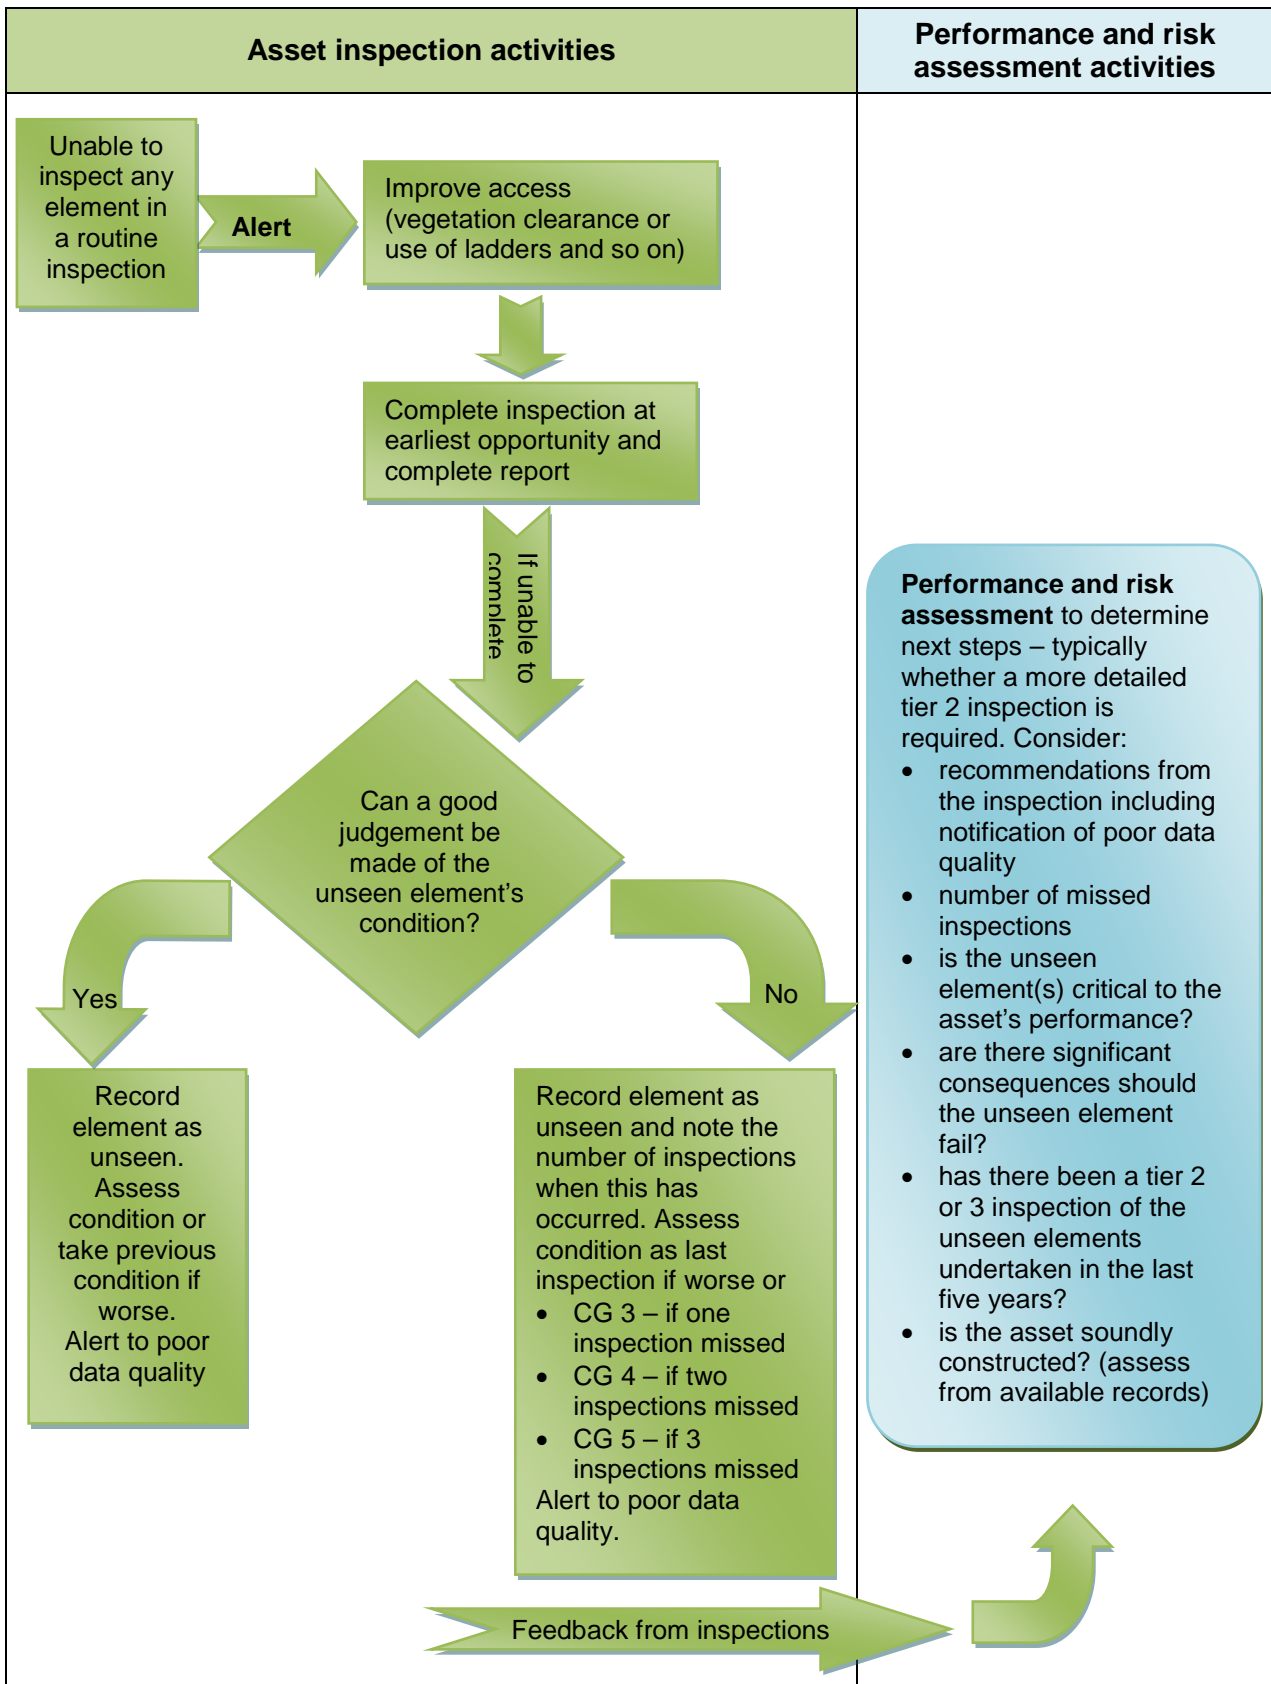 Asset inspection activities
Performance and risk
assessment activities
Unable to
inspect any
element in
a routine
inspection
Alert
Improve access
(vegetation clearance or
use of ladders and so on)
Complete inspection at
earliest opportunity and
complete report
If unable to
complete
Can a good
judgement be
made of the
unseen element’s
condition?
Yes
No
Record
element as
unseen.
Assess
condition or
take previous
condition if
worse.
Alert to poor
data quality
Record element as
unseen and note the
number of inspections
when this has
occurred. Assess
condition as last
inspection if worse or
• CG 3 – if one
inspection missed
• CG 4 – if two
inspections missed
• CG 5 – if 3
inspections missed
Alert to poor data
quality.
Feedback from inspections
Performance and risk
assessment to determine
next steps – typically
whether a more detailed
tier 2 inspection is
required. Consider:
• recommendations from
the inspection including
notification of poor data
quality
• number of missed
inspections
• is the unseen
element(s) critical to the
asset’s performance?
• are there significant
consequences should
the unseen element
fail?
• has there been a tier 2
or 3 inspection of the
unseen elements
undertaken in the last
five years?
• is the asset soundly
constructed? (assess
from available records)